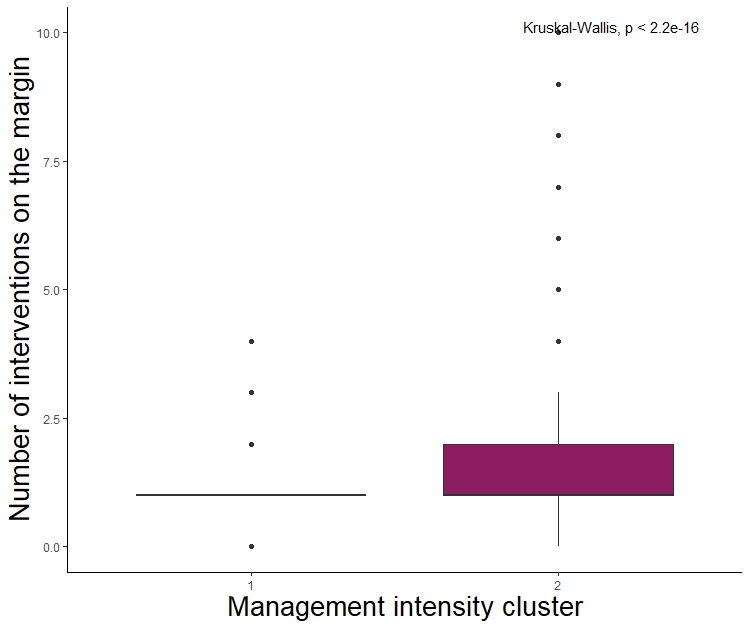 Kruskal-Wallis, p < 2.2e-16
Number of interventions on the margin
10.0
7.5
5.0
2.5
0.0
1
2
Management intensity cluster